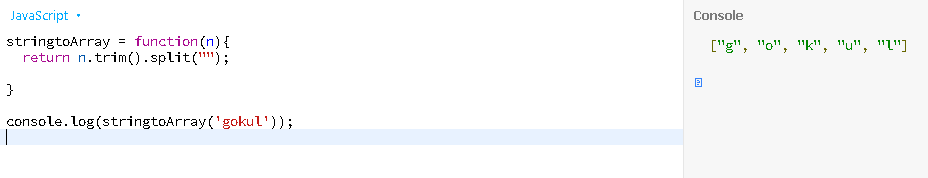 JavaScript
Console
stringtoArray = function(n){
  return n.trim().split("");
}
console.log(stringtoArray('gokul'));
["g", "o", "k", "u", "l"]